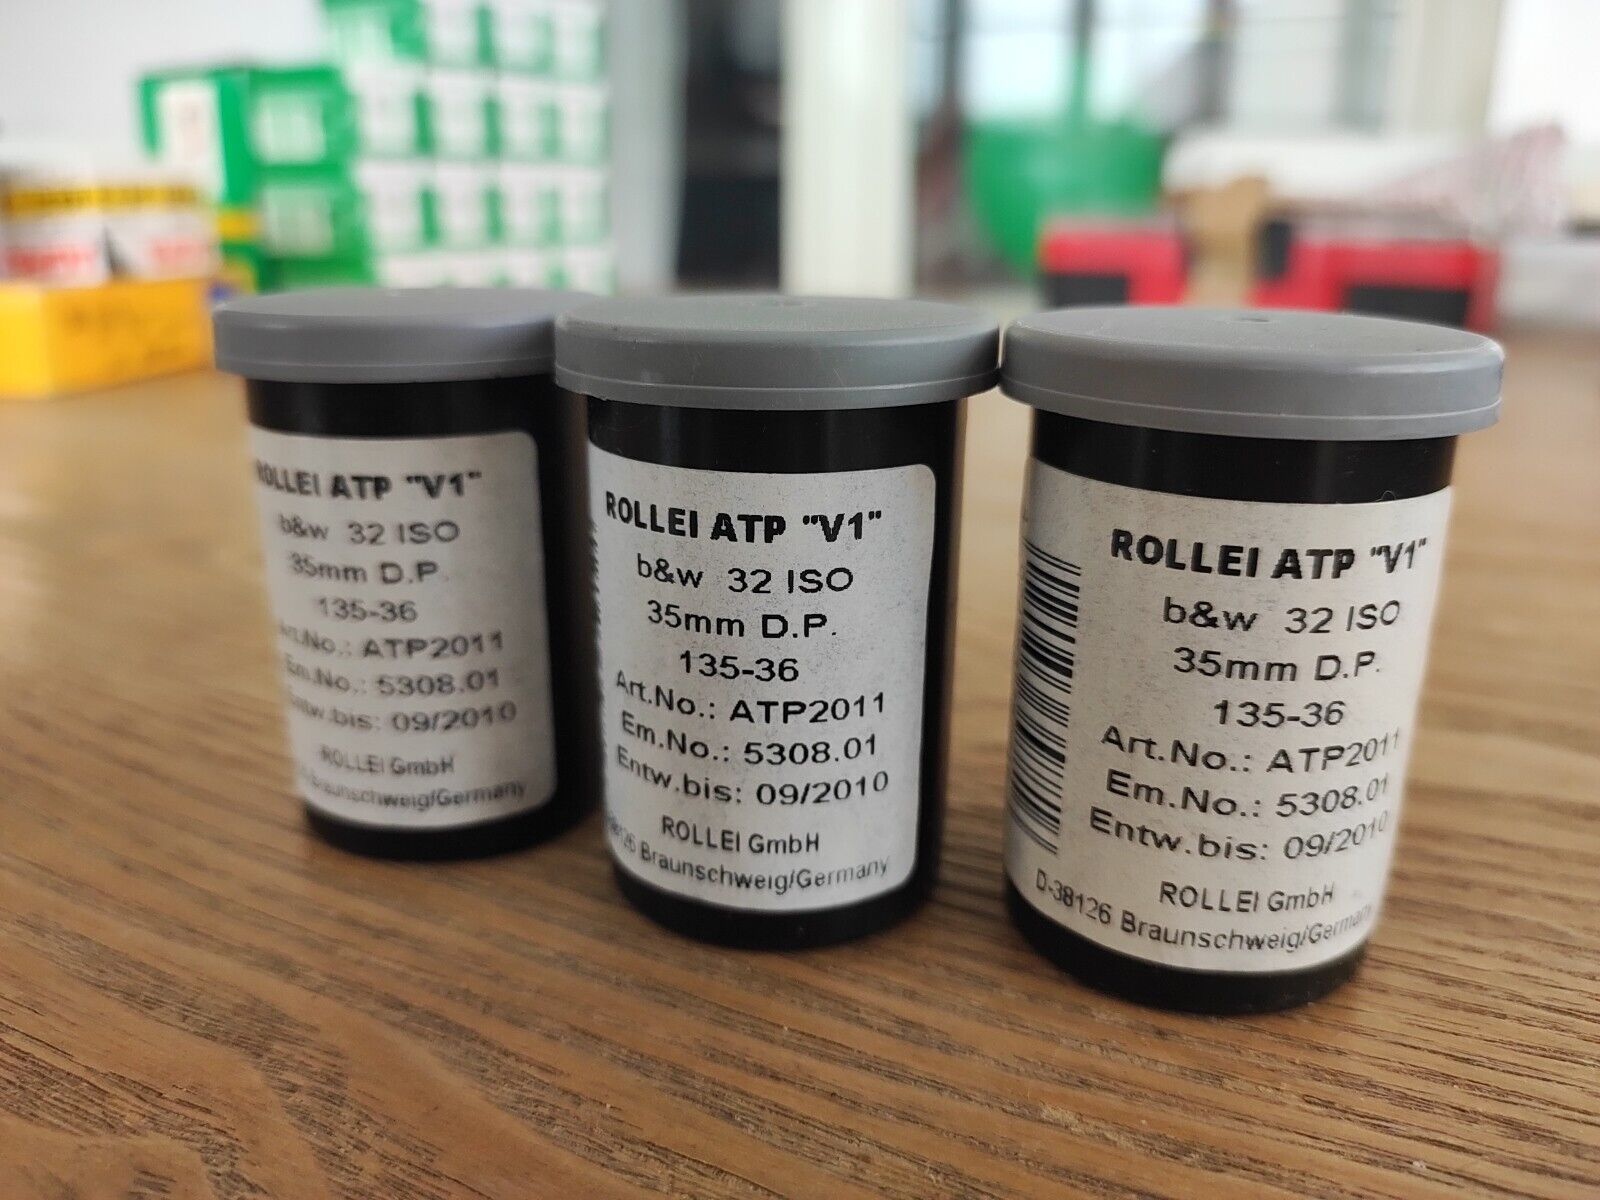 ROLLEI ATP "V1"
b&w 32 ISO
35mm D.P.
135-36
Art.No.: ATP2011
Em.No.: 5308.01
Entw.bis: 09/2010
ROLLEI GmbH
Braunschweig/Germany
ROLLEI ATP "V1"
b&w 32 ISO
35mm D.P.
135-36
Art.No.: ATP2011
Em.No.: 5308.01
Entw.bis: 09/2010
ROLLEI GmbH
Braunschweig/Germany
ROLLEI ATP "V1"
b&w 32 ISO
35mm D.P.
135-36
Art.No.: ATP2011
Em.No.: 5308.01
Entw.bis: 09/2010
ROLLEI GmbH
D-38126 Braunschweig/Germany